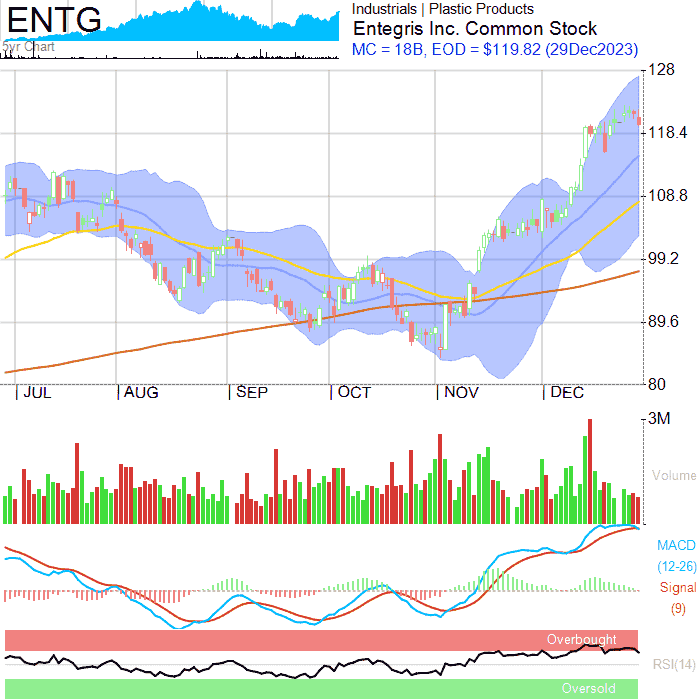 ENTG
5yr Chart
Industrials | Plastic Products
Entegris Inc. Common Stock
MC = 18B, EOD = $119.82 (29Dec2023)
128
118.4
108.8
99.2
89.6
80
JUL AUG SEP OCT NOV DEC
3M
Volume
MACD
(12-26)
Signal
(9)
Overbought
RSI(14)
Oversold